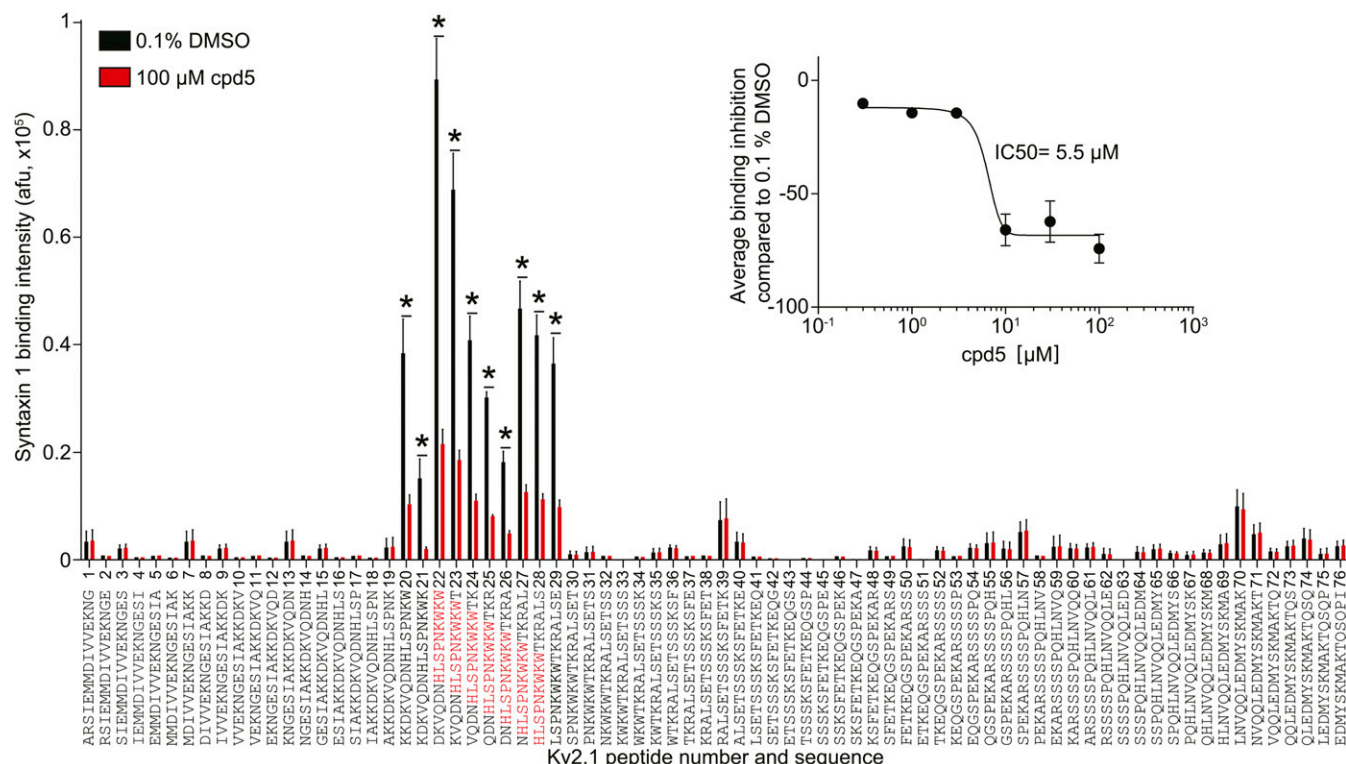 1
0.8
0.6
0.4
0.2
0
Syntaxin 1 binding intensity (afu, x10⁵)
0.1% DMSO
100 µM cpd5
* * * * * * * * * *
Average binding inhibition
compared to 0.1 % DMSO
0
-50
-100
IC50= 5.5 µM
10⁻¹ 10⁰ 10¹ 10² 10³
cpd5 [µM]
ARSIEMMDIVVEKNG 1
RSIEMMDIVVEKNGE 2
SIEMMDIVVEKNGES 3
IEMMDIVVEKNGESI 4
EMMDIVVEKNGESIA 5
MMDIVVEKNGESIAK 6
MDIVVEKNGESIAKK 7
DIVVEKNGESIAKKD 8
IVVEKNGESIAKKDK 9
VVEKNGESIAKKDKV 10
VEKNGESIAKKDKVQ 11
EKNGESIAKKDKVQD 12
KNGESIAKKDKVQDN 13
NGESIAKKDKVQDNH 14
GESIAKKDKVQDNHL 15
ESIAKKDKVQDNHLS 16
SIAKKDKVQDNHLSP 17
IAKKDKVQDNHLSPN 18
AKKDKVQDNHLSPNK 19
KKDKVQDNHLSPNKW 20
KDKVQDNHLSPNKWK 21
DKVQDNHLSPNKWKW 22
KVQDNHLSPNKWKWT 23
VQDNHLSPNKWKWTK 24
QDNHLSPNKWKWTKR 25
DNHLSPNKWKWTKRA 26
NHLSPNKWKWTKRAL 27
HLSPNKWKWTKRALS 28
LSPNKWKWTKRALSE 29
SPNKWKWTKRALSET 30
PNKWKWTKRALSETS 31
NKWKWTKRALSETSS 32
KWKWTKRALSETSSS 33
WKWTKRALSETSSSK 34
KWTKRALSETSSSKS 35
WTKRALSETSSSKSF 36
TKRALSETSSSKSFE 37
KRALSETSSSKSFET 38
RALSETSSSKSFETK 39
ALSETSSSKSFETKE 40
LSETSSSKSFETKEQ 41
SETSSSKSFETKEQG 42
ETSSSKSFETKEQGS 43
TSSSKSFETKEQGSP 44
SSSKSFETKEQGSPE 45
SSKSFETKEQGSPEK 46
SKSFETKEQGSPEKA 47
KSFETKEQGSPEKAR 48
SFETKEQGSPEKARS 49
FETKEQGSPEKARSS 50
ETKEQGSPEKARSSS 51
TKEQGSPEKARSSSS 52
KEQGSPEKARSSSSP 53
EQGSPEKARSSSSPQ 54
QGSPEKARSSSSPQH 55
GSPEKARSSSSPQHL 56
SPEKARSSSSPQHLN 57
PEKARSSSSPQHLNV 58
EKARSSSSPQHLNVQ 59
KARSSSSPQHLNVQQ 60
ARSSSSPQHLNVQQL 61
RSSSSPQHLNVQQLE 62
SSSSPQHLNVQQLED 63
SSSPQHLNVQQLEDM 64
SSPQHLNVQQLEDMY 65
SPQHLNVQQLEDMYS 66
PQHLNVQQLEDMYSK 67
QHLNVQQLEDMYSKM 68
HLNVQQLEDMYSKMA 69
LNVQQLEDMYSKMAK 70
NVQQLEDMYSKMAKT 71
VQQLEDMYSKMAKTQ 72
QQLEDMYSKMAKTQS 73
QLEDMYSKMAKTQSQ 74
LEDMYSKMAKTQSQP 75
EDMYSKMAKTQSQPI 76
Kv2.1 peptide number and sequence